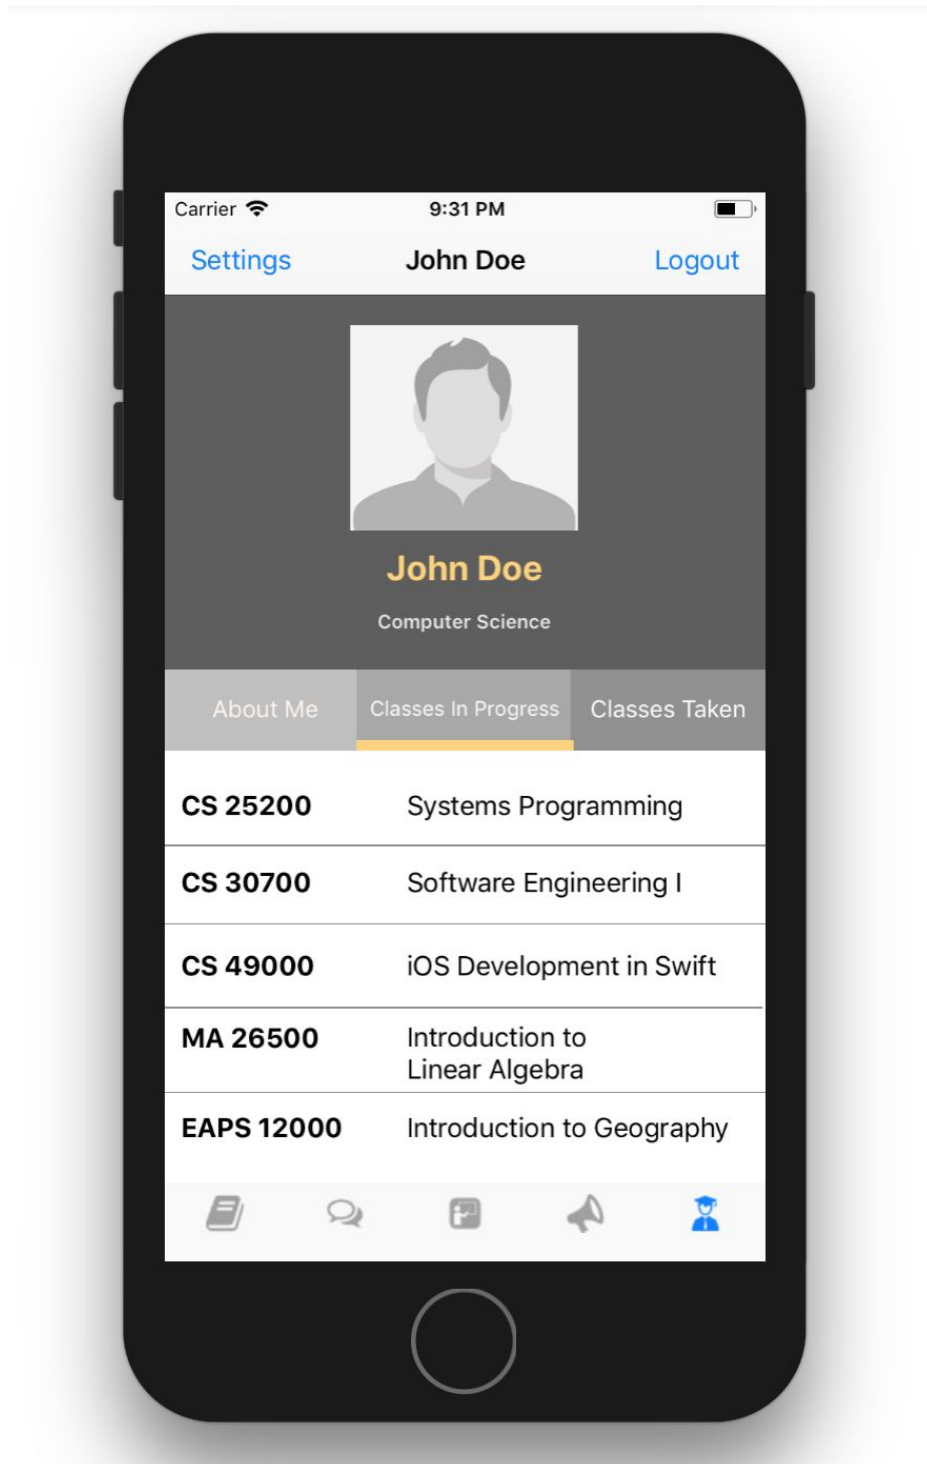 Carrier
9:31 PM
Settings
John Doe
Logout
John Doe
Computer Science
About Me
Classes In Progress
Classes Taken
CS 25200
Systems Programming
CS 30700
Software Engineering I
CS 49000
iOS Development in Swift
MA 26500
Introduction to
Linear Algebra
EAPS 12000
Introduction to Geography